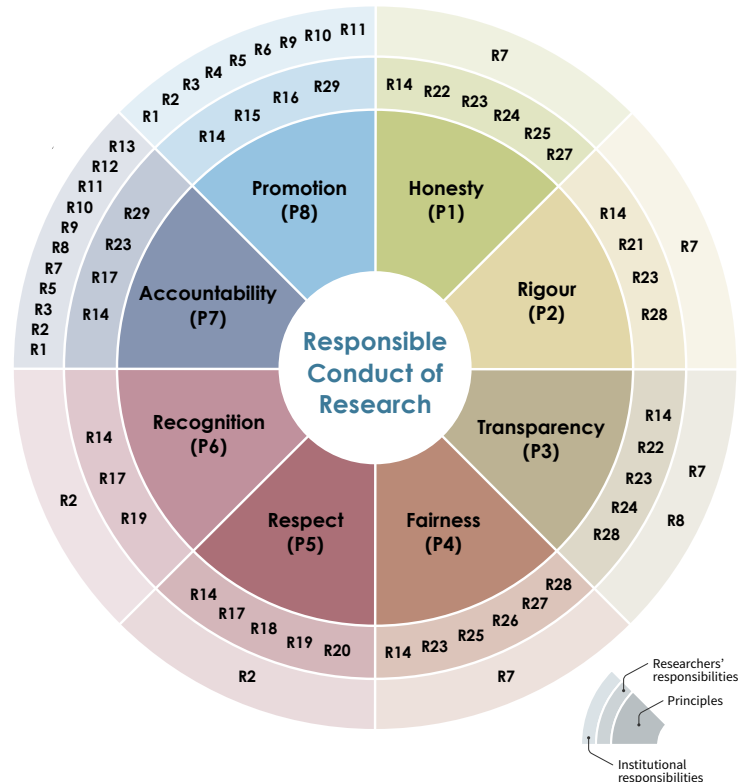 Responsible
Conduct of
Research
Honesty
(P1)
R14
R22
R23
R24
R25
R27
R7
Rigour
(P2)
R14
R21
R23
R28
R7
Transparency
(P3)
R14
R22
R23
R24
R28
R7
R8
Fairness
(P4)
R28
R27
R26
R25
R23
R14
R7
Respect
(P5)
R14
R17
R18
R19
R20
R2
Recognition
(P6)
R14
R17
R19
R2
Accountability
(P7)
R29
R23
R17
R14
R13
R12
R11
R10
R9
R8
R7
R5
R3
R2
R1
Promotion
(P8)
R14
R15
R16
R29
R1
R2
R3
R4
R5
R6
R9
R10
R11
Researchers'
responsibilities
Principles
Institutional
responsibilities